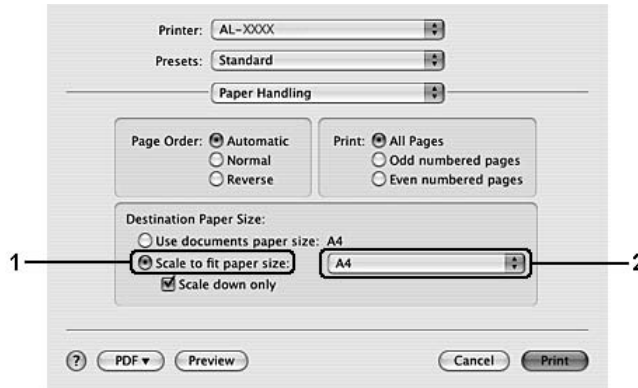 Printer: AL-XXXX
Presets: Standard
Paper Handling
Page Order: Automatic Print: All Pages
Normal Odd numbered pages
Reverse Even numbered pages
Destination Paper Size:
Use documents paper size: A4
1 Scale to fit paper size: A4 2
Scale down only
? PDF▼ Preview Cancel Print